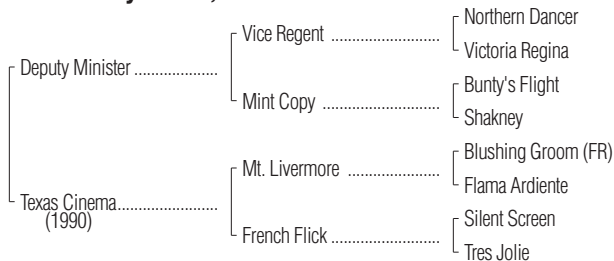 Northern Dancer
Vice Regent ..................
Victoria Regina
Deputy Minister ..................
Bunty's Flight
Mint Copy ..................
Shakney
Blushing Groom (FR)
Mt. Livermore ..................
Flama Ardiente
Texas Cinema..................
(1990)
Silent Screen
French Flick ..................
Tres Jolie